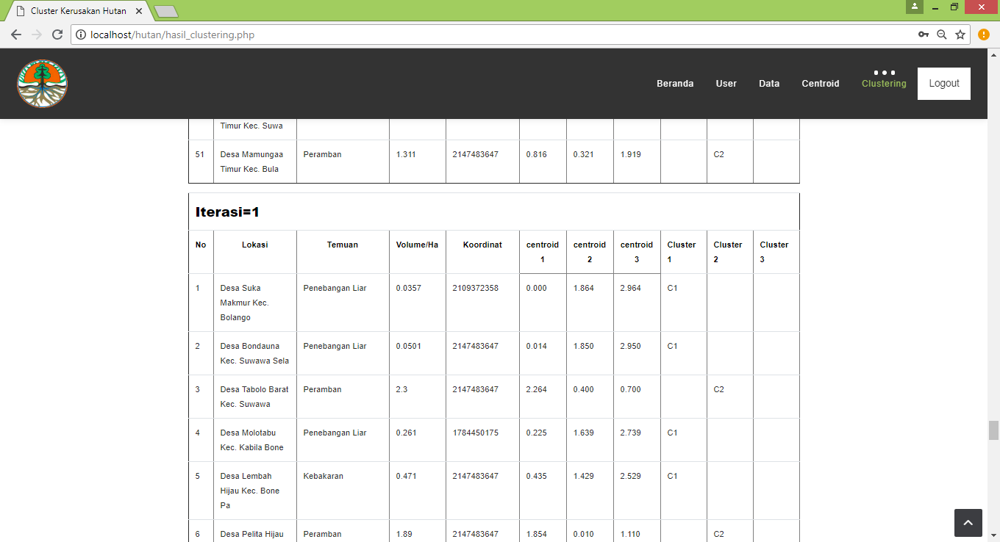 Cluster Kerusakan Hutan
localhost/hutan/hasil_clustering.php
Beranda User Data Centroid Clustering Logout
Timur Kec. Suwa
51 Desa Mamungaa Peramban 1.311 2147483647 0.816 0.321 1.919 C2
Timur Kec. Bula
Iterasi=1
No Lokasi Temuan Volume/Ha Koordinat centroid centroid centroid Cluster Cluster Cluster
1 2 3 1 2 3
1 Desa Suka Penebangan Liar 0.0357 2109372358 0.000 1.864 2.964 C1
Makmur Kec.
Bolango
2 Desa Bondauna Penebangan Liar 0.0501 2147483647 0.014 1.850 2.950 C1
Kec. Suwawa Sela
3 Desa Tabolo Barat Peramban 2.3 2147483647 2.264 0.400 0.700 C2
Kec. Suwawa
4 Desa Molotabu Penebangan Liar 0.261 1784450175 0.225 1.639 2.739 C1
Kec. Kabila Bone
5 Desa Lembah Kebakaran 0.471 2147483647 0.435 1.429 2.529 C1
Hijau Kec. Bone
Pa
6 Desa Pelita Hijau Peramban 1.89 2147483647 1.854 0.010 1.110 C2